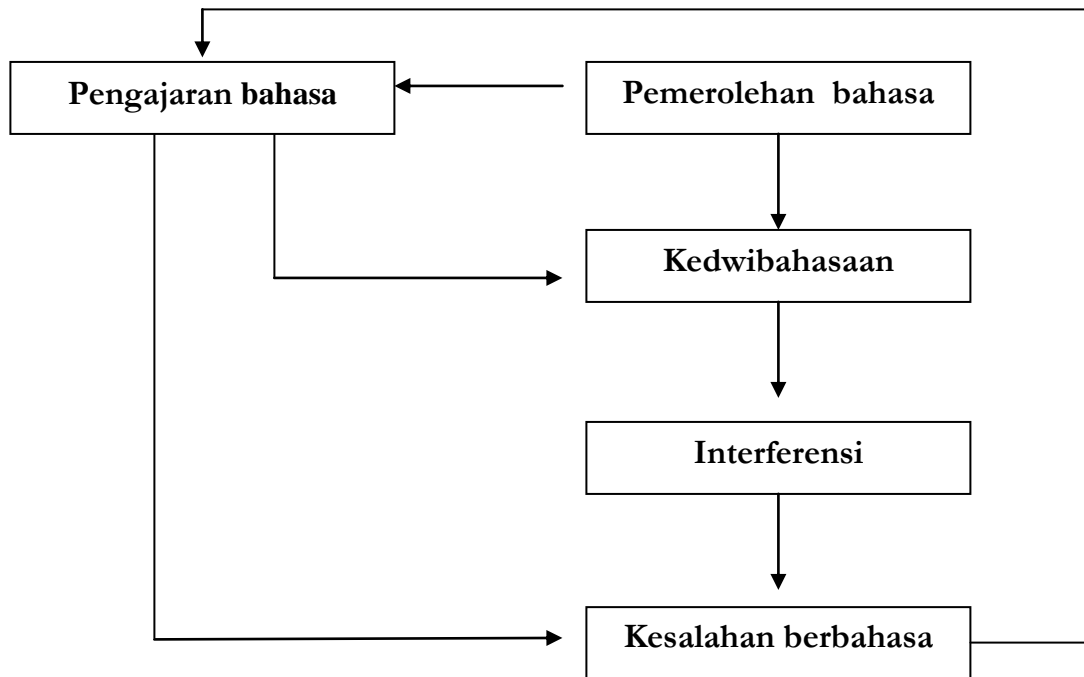 Pengajaran bahasa
Pemerolehan bahasa
Kedwibahasaan
Interferensi
Kesalahan berbahasa